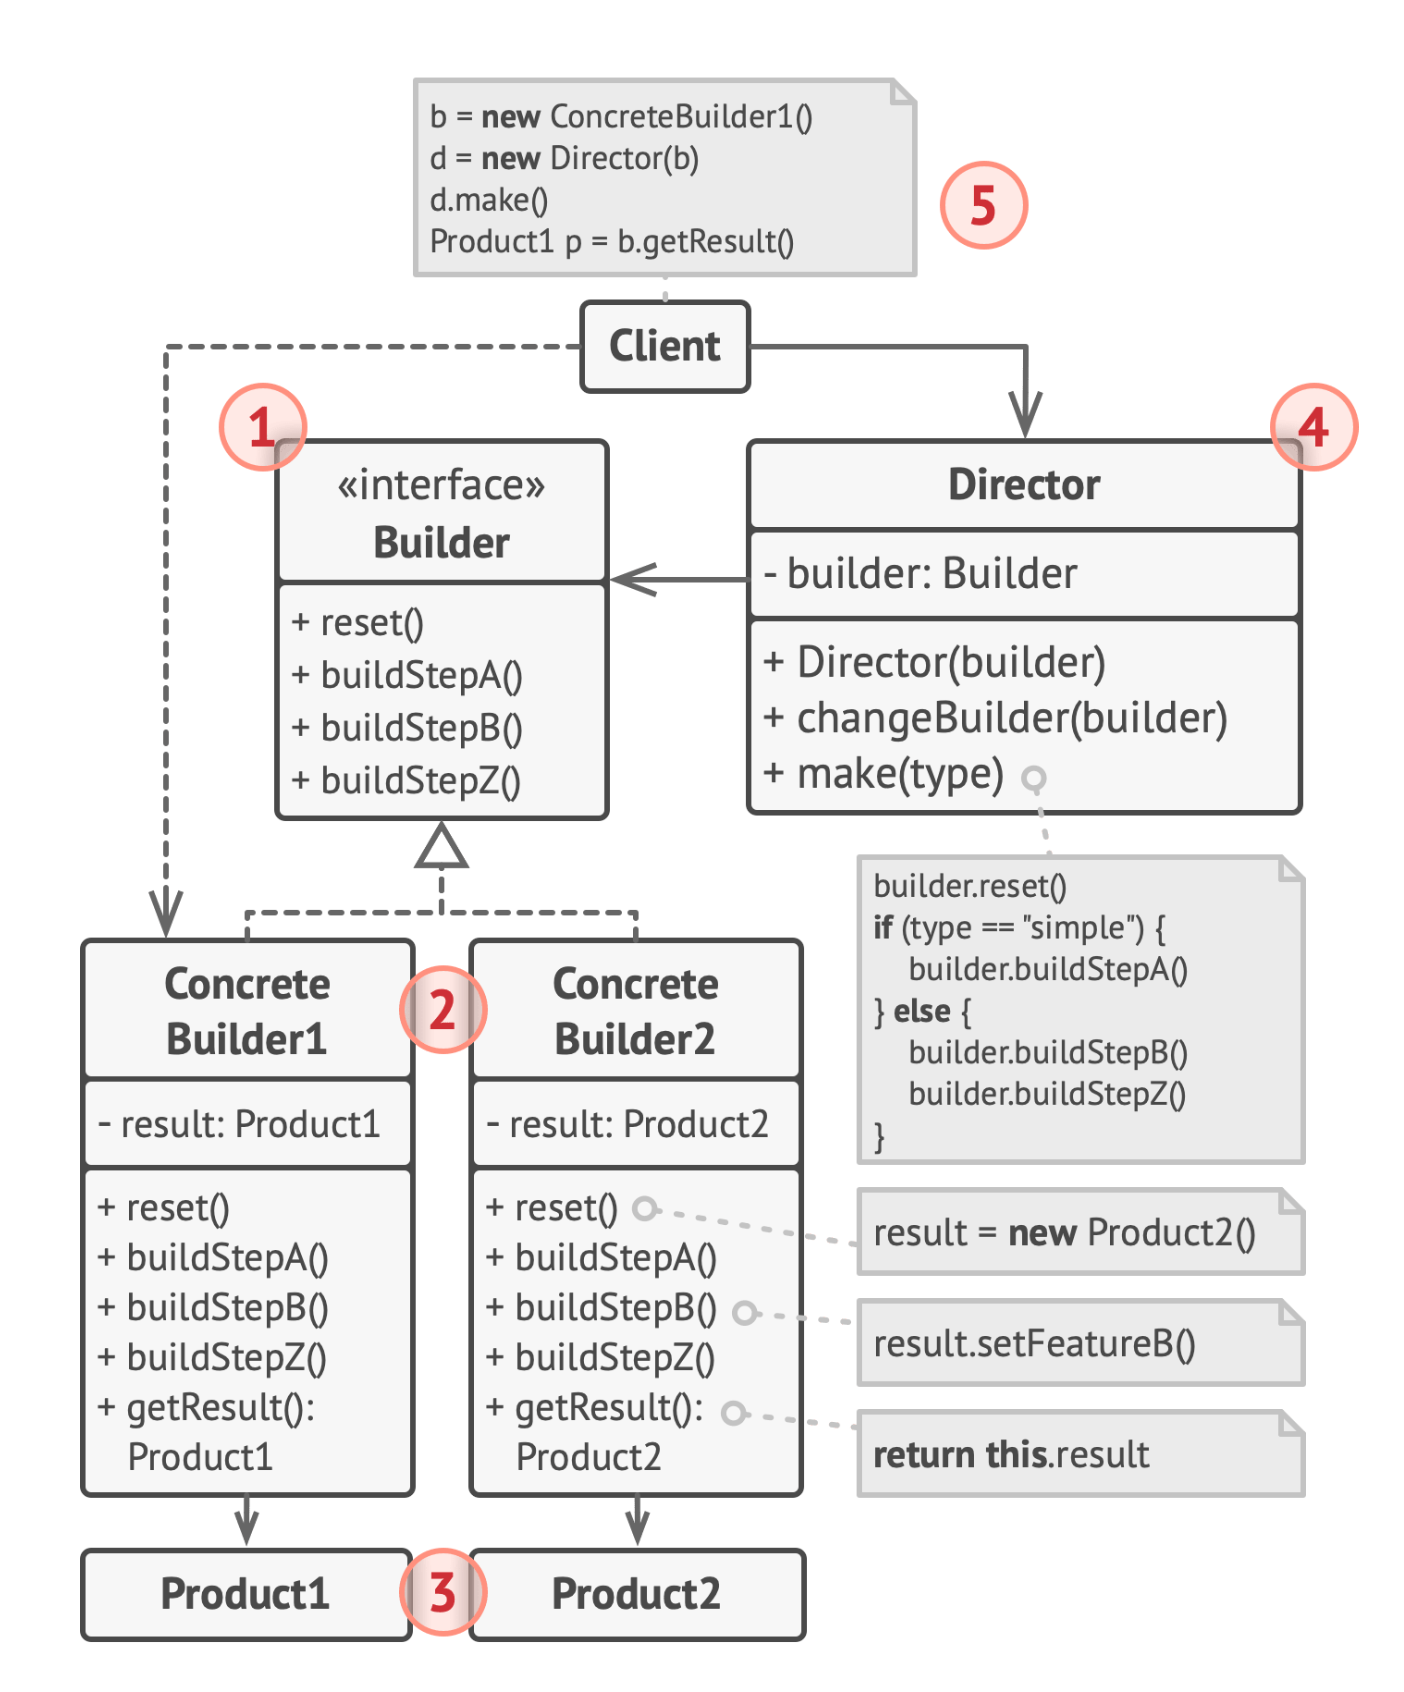 b = new ConcreteBuilder1()
d = new Director(b)
d.make()
Product1 p = b.getResult()
5
Client
1
«interface»
Builder
+ reset()
+ buildStepA()
+ buildStepB()
+ buildStepZ()
4
Director
- builder: Builder
+ Director(builder)
+ changeBuilder(builder)
+ make(type)
builder.reset()
if (type == "simple") {
builder.buildStepA()
} else {
builder.buildStepB()
builder.buildStepZ()
}
2
Concrete
Builder1
- result: Product1
+ reset()
+ buildStepA()
+ buildStepB()
+ buildStepZ()
+ getResult():
Product1
Concrete
Builder2
- result: Product2
+ reset()
+ buildStepA()
+ buildStepB()
+ buildStepZ()
+ getResult():
Product2
result = new Product2()
result.setFeatureB()
return this.result
3
Product1
Product2